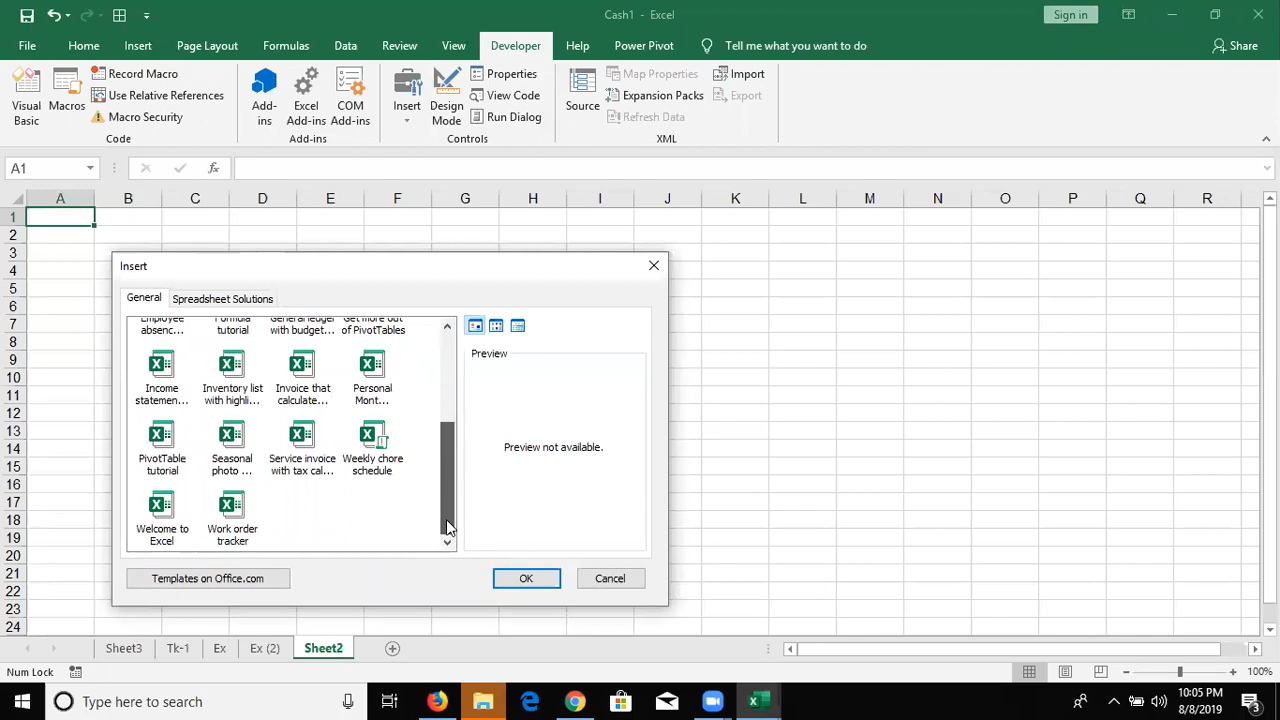 Cash1 - Excel
Sign in
File Home Insert Page Layout Formulas Data Review View Developer Help Power Pivot Tell me what you want to do Share
Visual Basic
Macros
Record Macro
Use Relative References
Macro Security
Code
Add-ins
Excel Add-ins
COM Add-ins
Add-ins
Insert
Design Mode
Properties
View Code
Run Dialog
Controls
Source
Map Properties
Expansion Packs
Refresh Data
Import
Export
XML
A1
fx
A B C D E F G H I J K L M N O P Q R
1
2
3
4
5
6
7
8
9
10
11
12
13
14
15
16
17
18
19
20
21
22
23
24
Insert
General Spreadsheet Solutions
Employee Formula General ledger Get more out
absenc... tutorial with budget... of PivotTables
Income Inventory list Invoice that Personal
statemen... with highli... calculate... Mont...
PivotTable Seasonal Service invoice Weekly chore
tutorial photo ... with tax cal... schedule
Welcome to Work order
Excel tracker
Preview
Preview not available.
Templates on Office.com
OK
Cancel
Sheet3 Tk-1 Ex Ex (2) Sheet2
Num Lock
100%
Type here to search
10:05 PM
8/8/2019